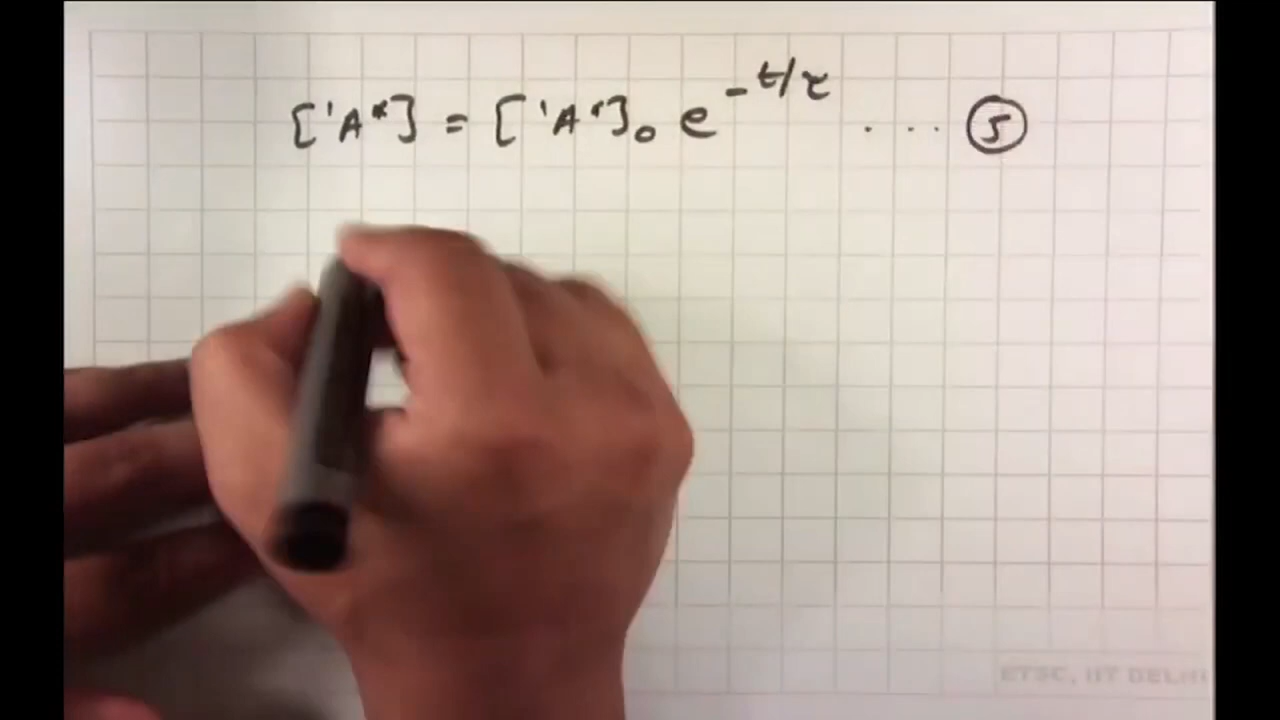 ['A*] = ['A*]₀ e^(-t/τ) .... ⑤
ETSC, IIT DELHI